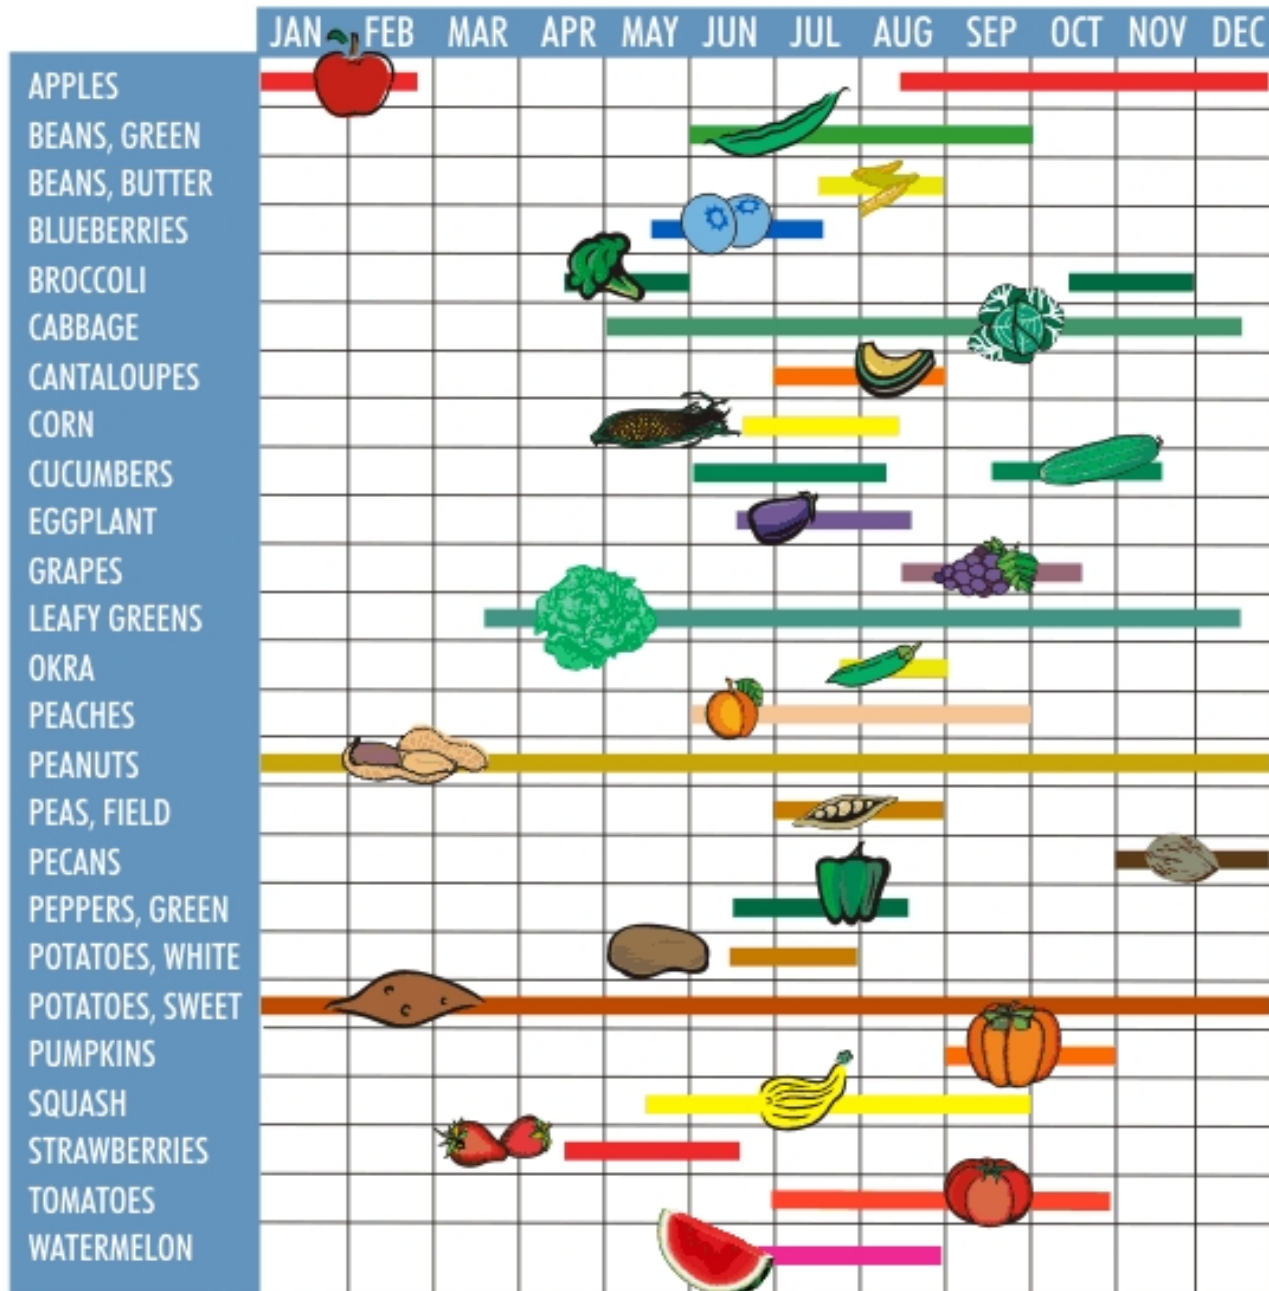 JAN FEB MAR APR MAY JUN JUL AUG SEP OCT NOV DEC
APPLES
BEANS, GREEN
BEANS, BUTTER
BLUEBERRIES
BROCCOLI
CABBAGE
CANTALOUPES
CORN
CUCUMBERS
EGGPLANT
GRAPES
LEAFY GREENS
OKRA
PEACHES
PEANUTS
PEAS, FIELD
PECANS
PEPPERS, GREEN
POTATOES, WHITE
POTATOES, SWEET
PUMPKINS
SQUASH
STRAWBERRIES
TOMATOES
WATERMELON